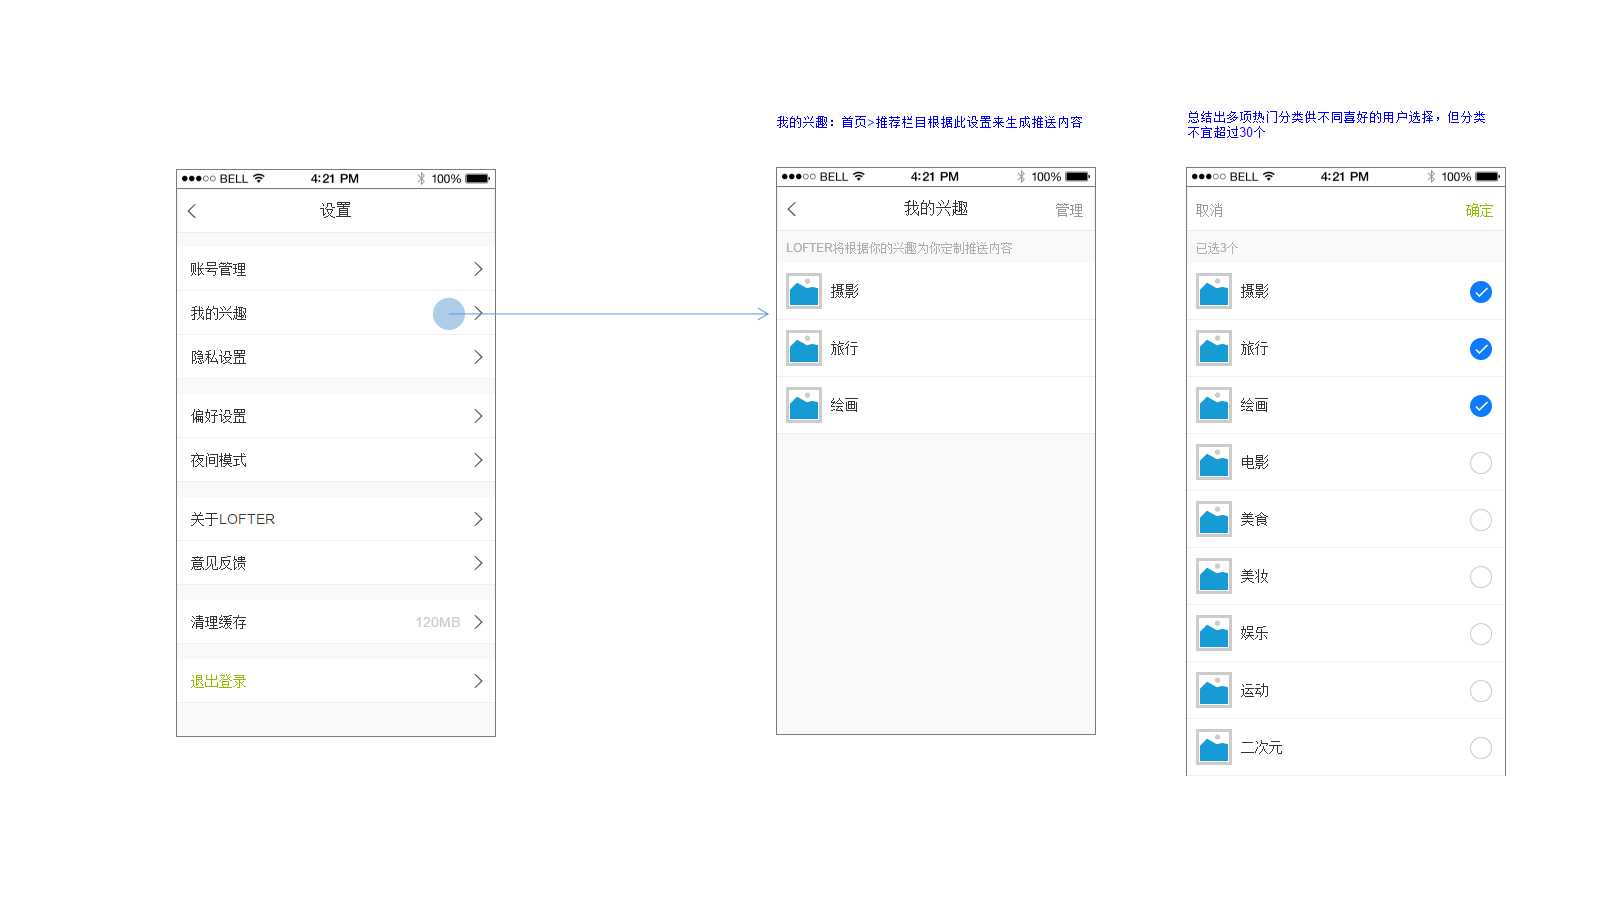 我的兴趣：首页>推荐栏目根据此设置来生成推送内容
总结出多项热门分类供不同喜好的用户选择，但分类
不宜超过30个
BELL 4:21 PM 100%
设置
账号管理
我的兴趣
隐私设置
偏好设置
夜间模式
关于LOFTER
意见反馈
清理缓存 120MB
退出登录
BELL 4:21 PM 100%
我的兴趣 管理
LOFTER将根据你的兴趣为你定制推送内容
摄影
旅行
绘画
BELL 4:21 PM 100%
取消 确定
已选3个
摄影
旅行
绘画
电影
美食
美妆
娱乐
运动
二次元